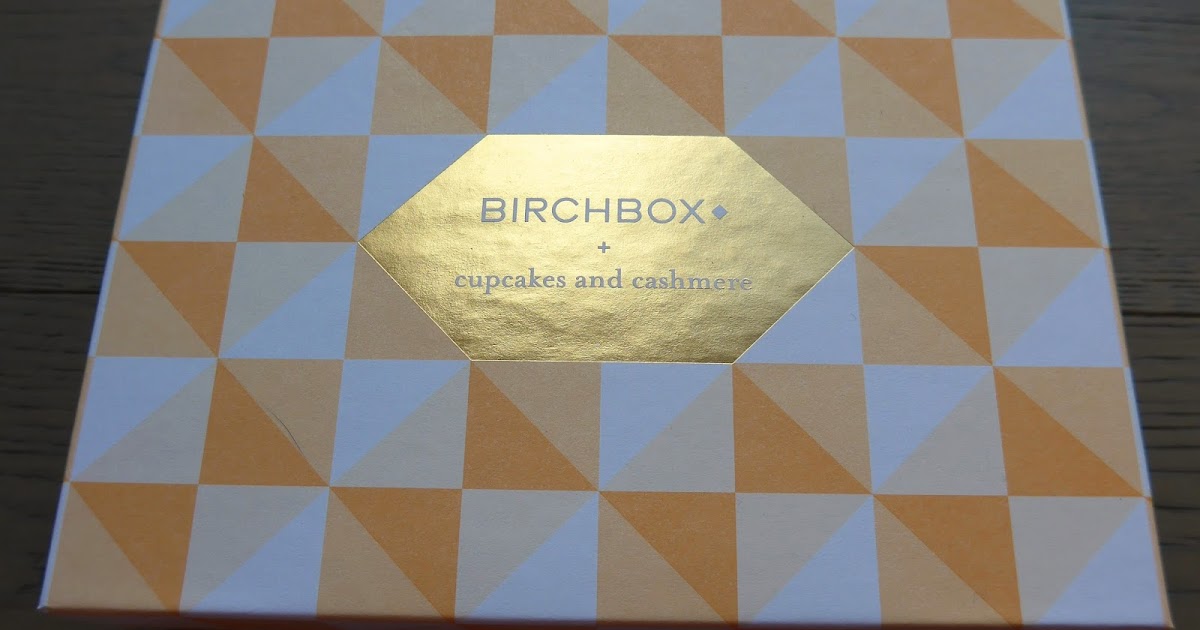 BIRCHBOX◆
+
cupcakes and cashmere